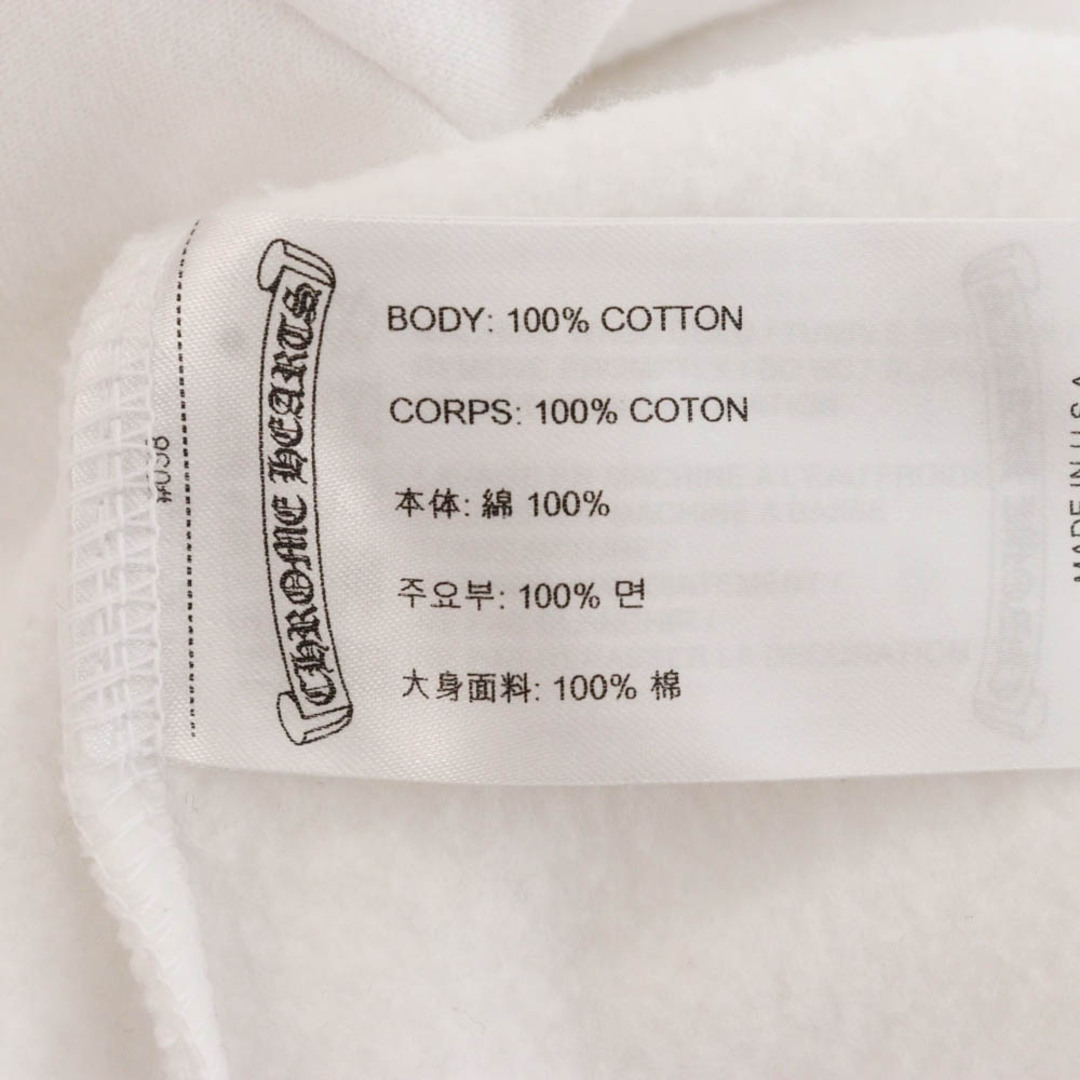 CHROME HEARTS
BODY: 100% COTTON
CORPS: 100% COTON
本体: 綿 100%
주요부: 100% 면
大身面料: 100% 棉
MADE IN U.S.A.